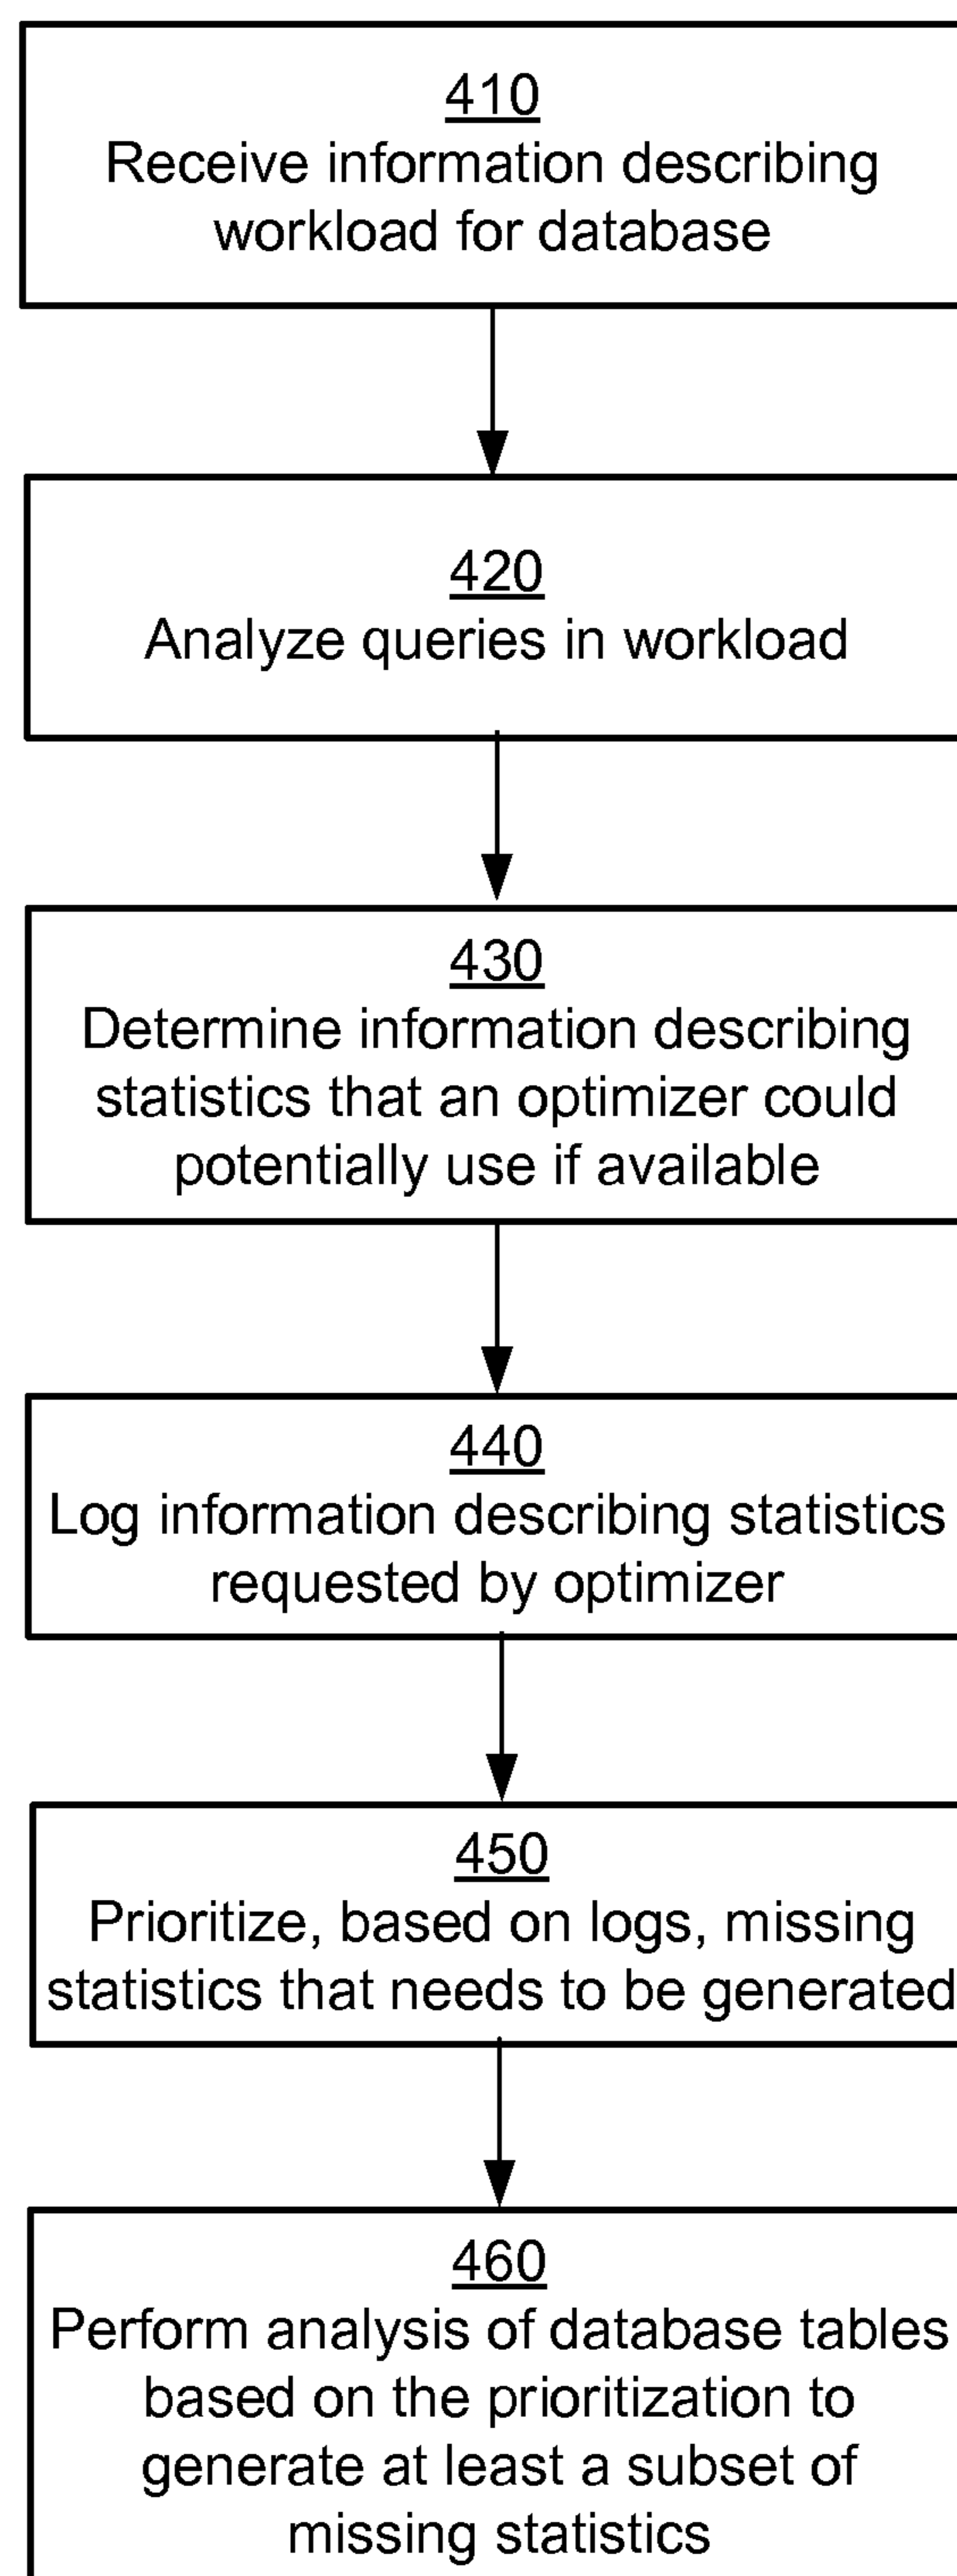 410
Receive information describing
workload for database
420
Analyze queries in workload
430
Determine information describing
statistics that an optimizer could
potentially use if available
440
Log information describing statistics
requested by optimizer
450
Prioritize, based on logs, missing
statistics that needs to be generated
460
Perform analysis of database tables
based on the prioritization to
generate at least a subset of
missing statistics